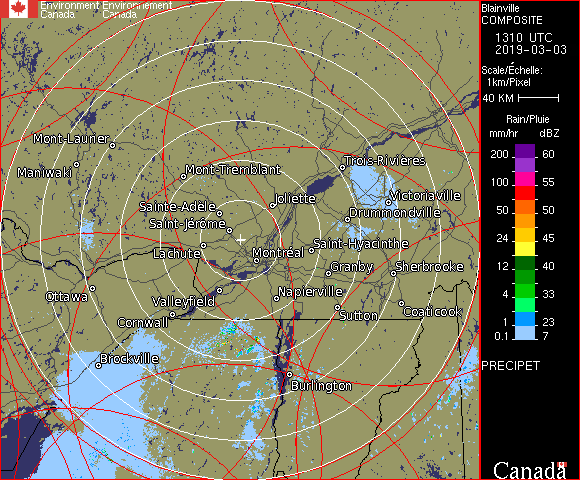 Environment Environnement
Canada Canada
Blainville
COMPOSITE
1310 UTC
2019-03-03
Scale/Échelle:
1km/Pixel
40 KM
Rain/Pluie
mm/hr dBZ
200 60
100 55
50 50
24 45
12 40
4 33
1 23
0.1 7
PRECIPET
Mont-Laurier
Maniwaki
Mont-Tremblant
Trois-Rivières
Sainte-Adèle
Joliette
Victoriaville
Drummondville
Saint-Jérôme
Lachute
Montréal
Saint-Hyacinthe
Granby
Sherbrooke
Ottawa
Valleyfield
Napierville
Cornwall
Sutton
Coaticook
Brockville
Burlington
Canada